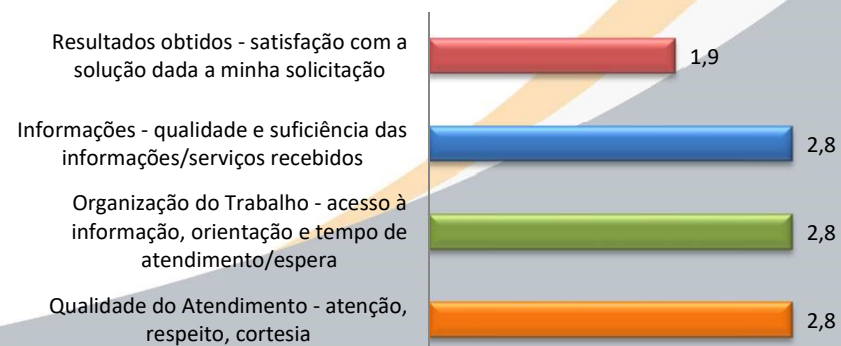 Resultados obtidos - satisfação com a
solução dada a minha solicitação
1,9
Informações - qualidade e suficiência das
informações/serviços recebidos
2,8
Organização do Trabalho - acesso à
informação, orientação e tempo de
atendimento/espera
2,8
Qualidade do Atendimento - atenção,
respeito, cortesia
2,8